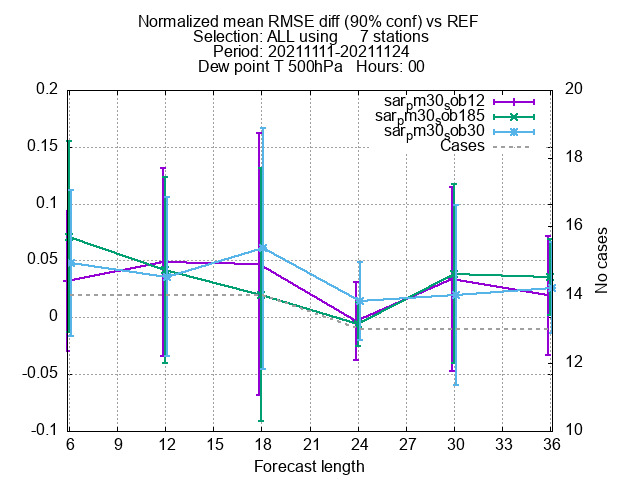 Normalized mean RMSE diff (90% conf) vs REF
Selection: ALL using 7 stations
Period: 20211111-20211124
Dew point T 500hPa Hours: 00
sar_pm30_sob12
sar_pm30_sob185
sar_pm30_sob30
Cases
0.2
0.15
0.1
0.05
0
-0.05
-0.1
20
18
16
14
12
10
No cases
6 9 12 15 18 21 24 27 30 33 36
Forecast length